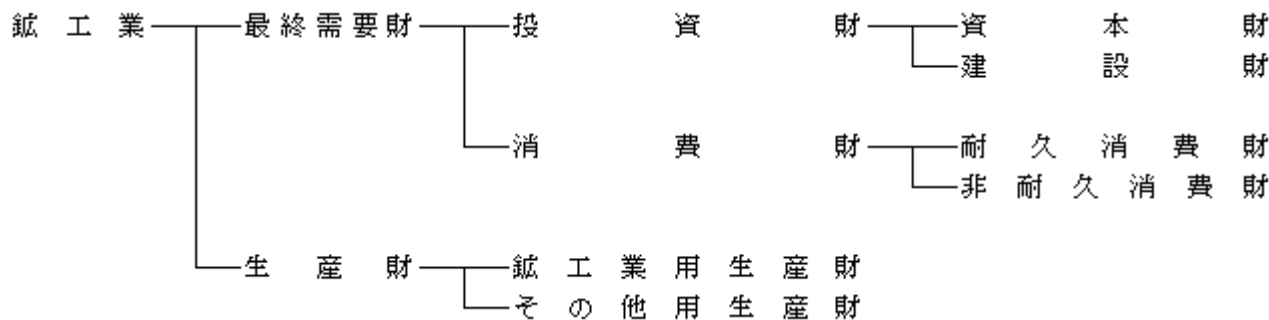 鉱工業 最終需要財 投資財 資本財
建設財
消費財 耐久消費財
非耐久消費財
生産財 鉱工業用生産財
その他用生産財